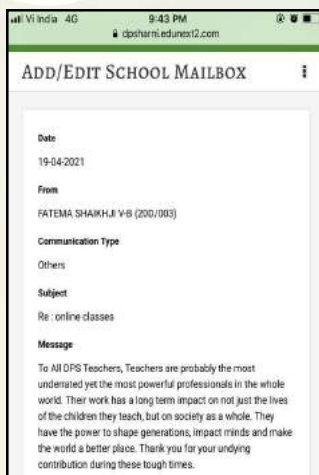 Vi India 4G 9:43 PM
dpsharni.edunext2.com
ADD/EDIT SCHOOL MAILBOX
Date
19-04-2021
From
FATEMA SHAIKHJI V-B (200/003)
Communication Type
Others
Subject
Re : online classes
Message
To All DPS Teachers, Teachers are probably the most
underrated yet the most powerful professionals in the whole
world. Their work has a long term impact on not just the lives
of the children they teach, but on society as a whole. They
have the power to shape generations, impact minds and make
the world a better place. Thank you for your undying
contribution during these tough times.